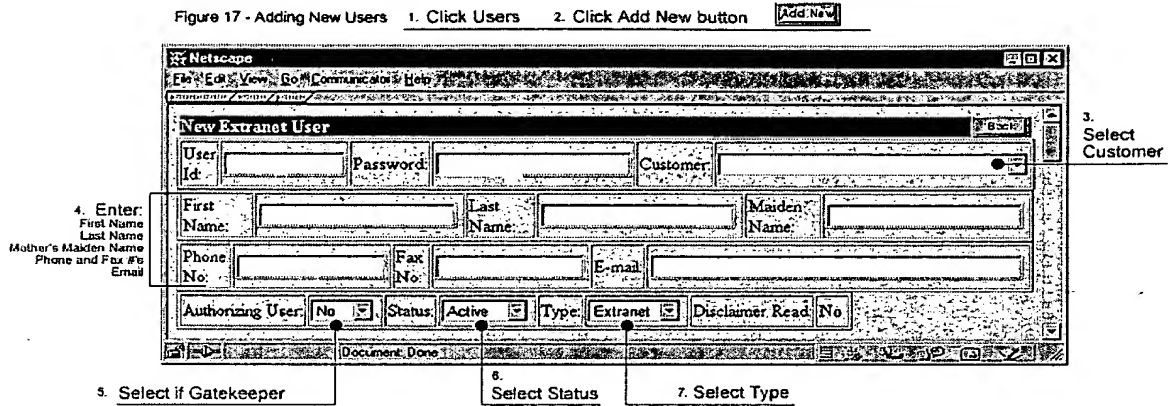 Figure 17 - Adding New Users 1. Click Users 2. Click Add New button Add New
Netscape
File Edit View Go Communicator Help
New Extranet User Back
3.
Select
Customer
User
Id: Password: Customer:
4. Enter:
First Name
Last Name
Mother's Maiden Name
Phone and Fax #'s
Email
First
Name: Last
Name: Maiden
Name:
Phone
No: Fax
No: E-mail:
Authorizing User: No Status: Active Type: Extranet Disclaimer Read No
Document: Done
5. Select if Gatekeeper
6.
Select Status
7. Select Type